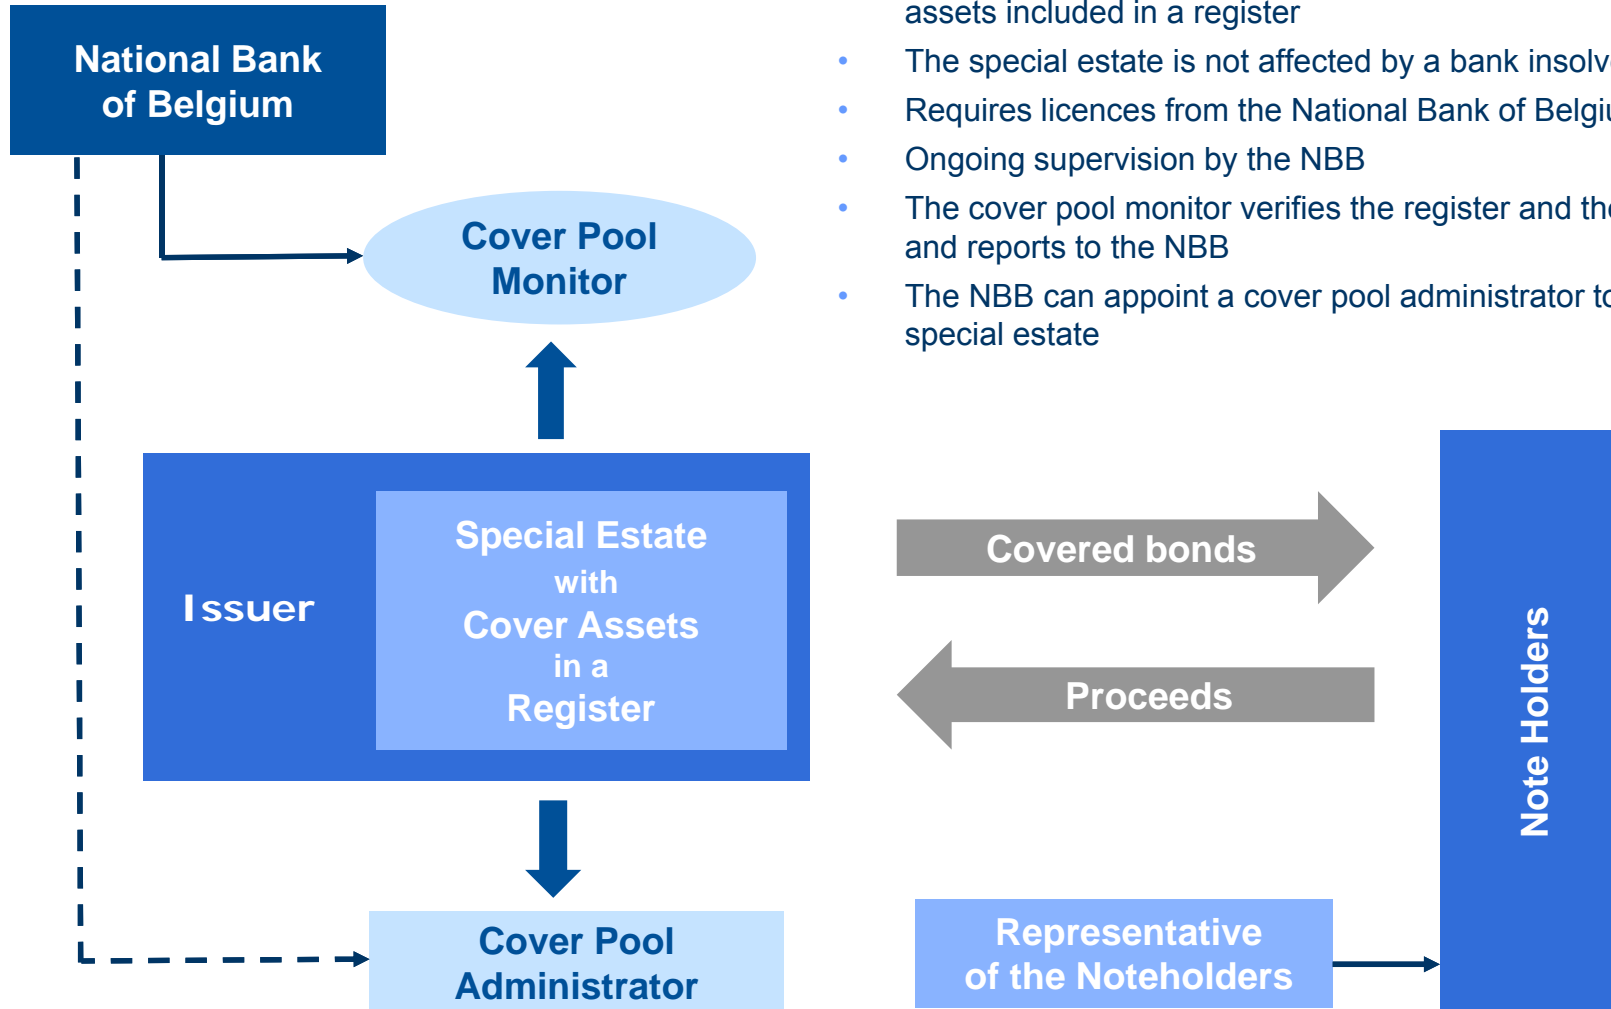 National Bank
of Belgium
assets included in a register
• The special estate is not affected by a bank
• Requires licences from the National Bank of
• Ongoing supervision by the NBB
• The cover pool monitor verifies the register and
and reports to the NBB
• The NBB can appoint a cover pool administrator
special estate
Cover Pool
Monitor
Issuer
Special Estate
with
Cover Assets
in a
Register
Covered bonds
Proceeds
Note Holders
Cover Pool
Administrator
Representative
of the Noteholders